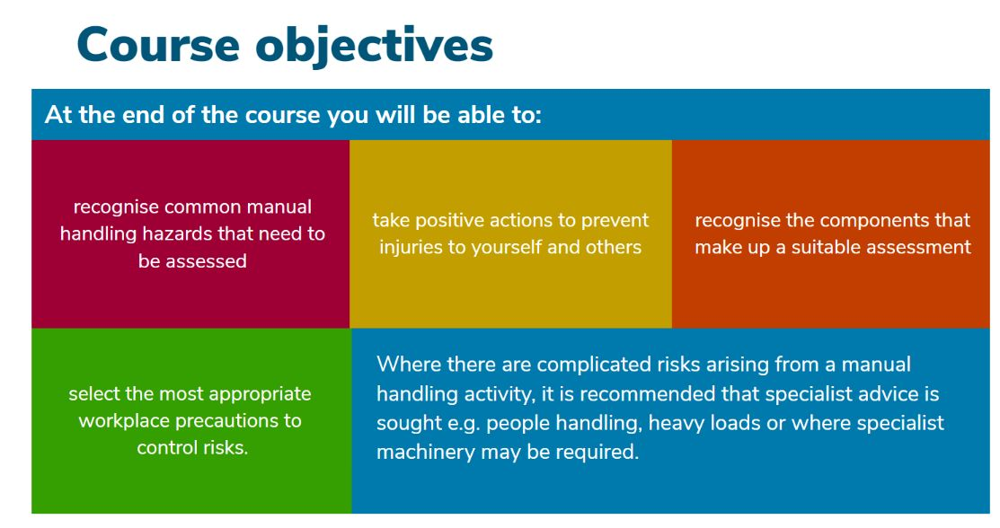 Course objectives
At the end of the course you will be able to:
recognise common manual
handling hazards that need to
be assessed
take positive actions to prevent
injuries to yourself and others
recognise the components that
make up a suitable assessment
select the most appropriate
workplace precautions to
control risks.
Where there are complicated risks arising from a manual
handling activity, it is recommended that specialist advice is
sought e.g. people handling, heavy loads or where specialist
machinery may be required.